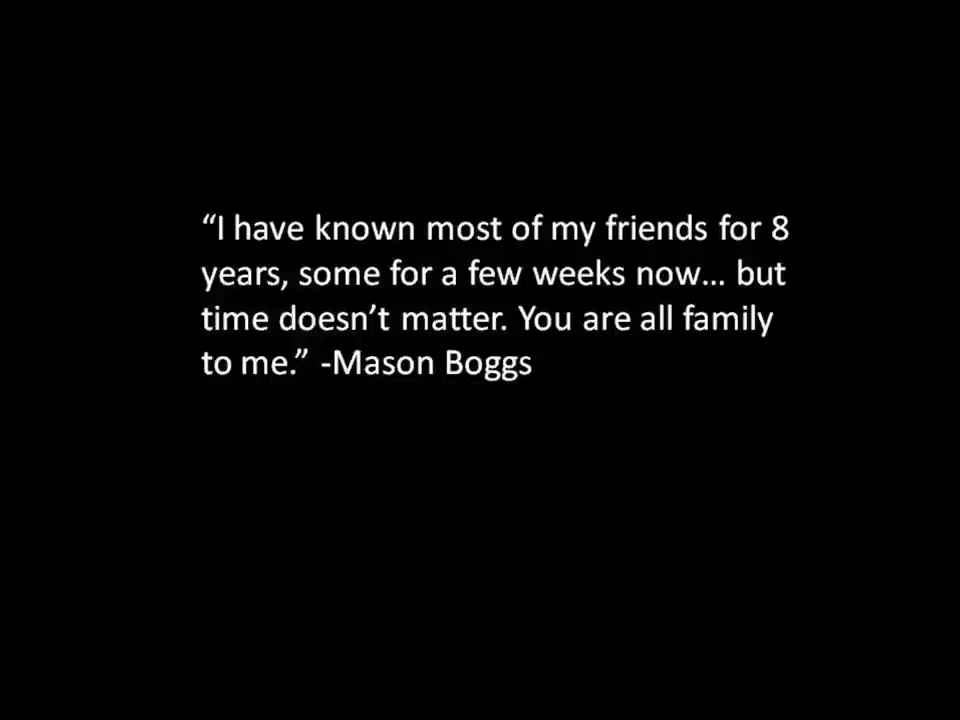 “I have known most of my friends for 8
years, some for a few weeks now… but
time doesn’t matter. You are all family
to me.” -Mason Boggs